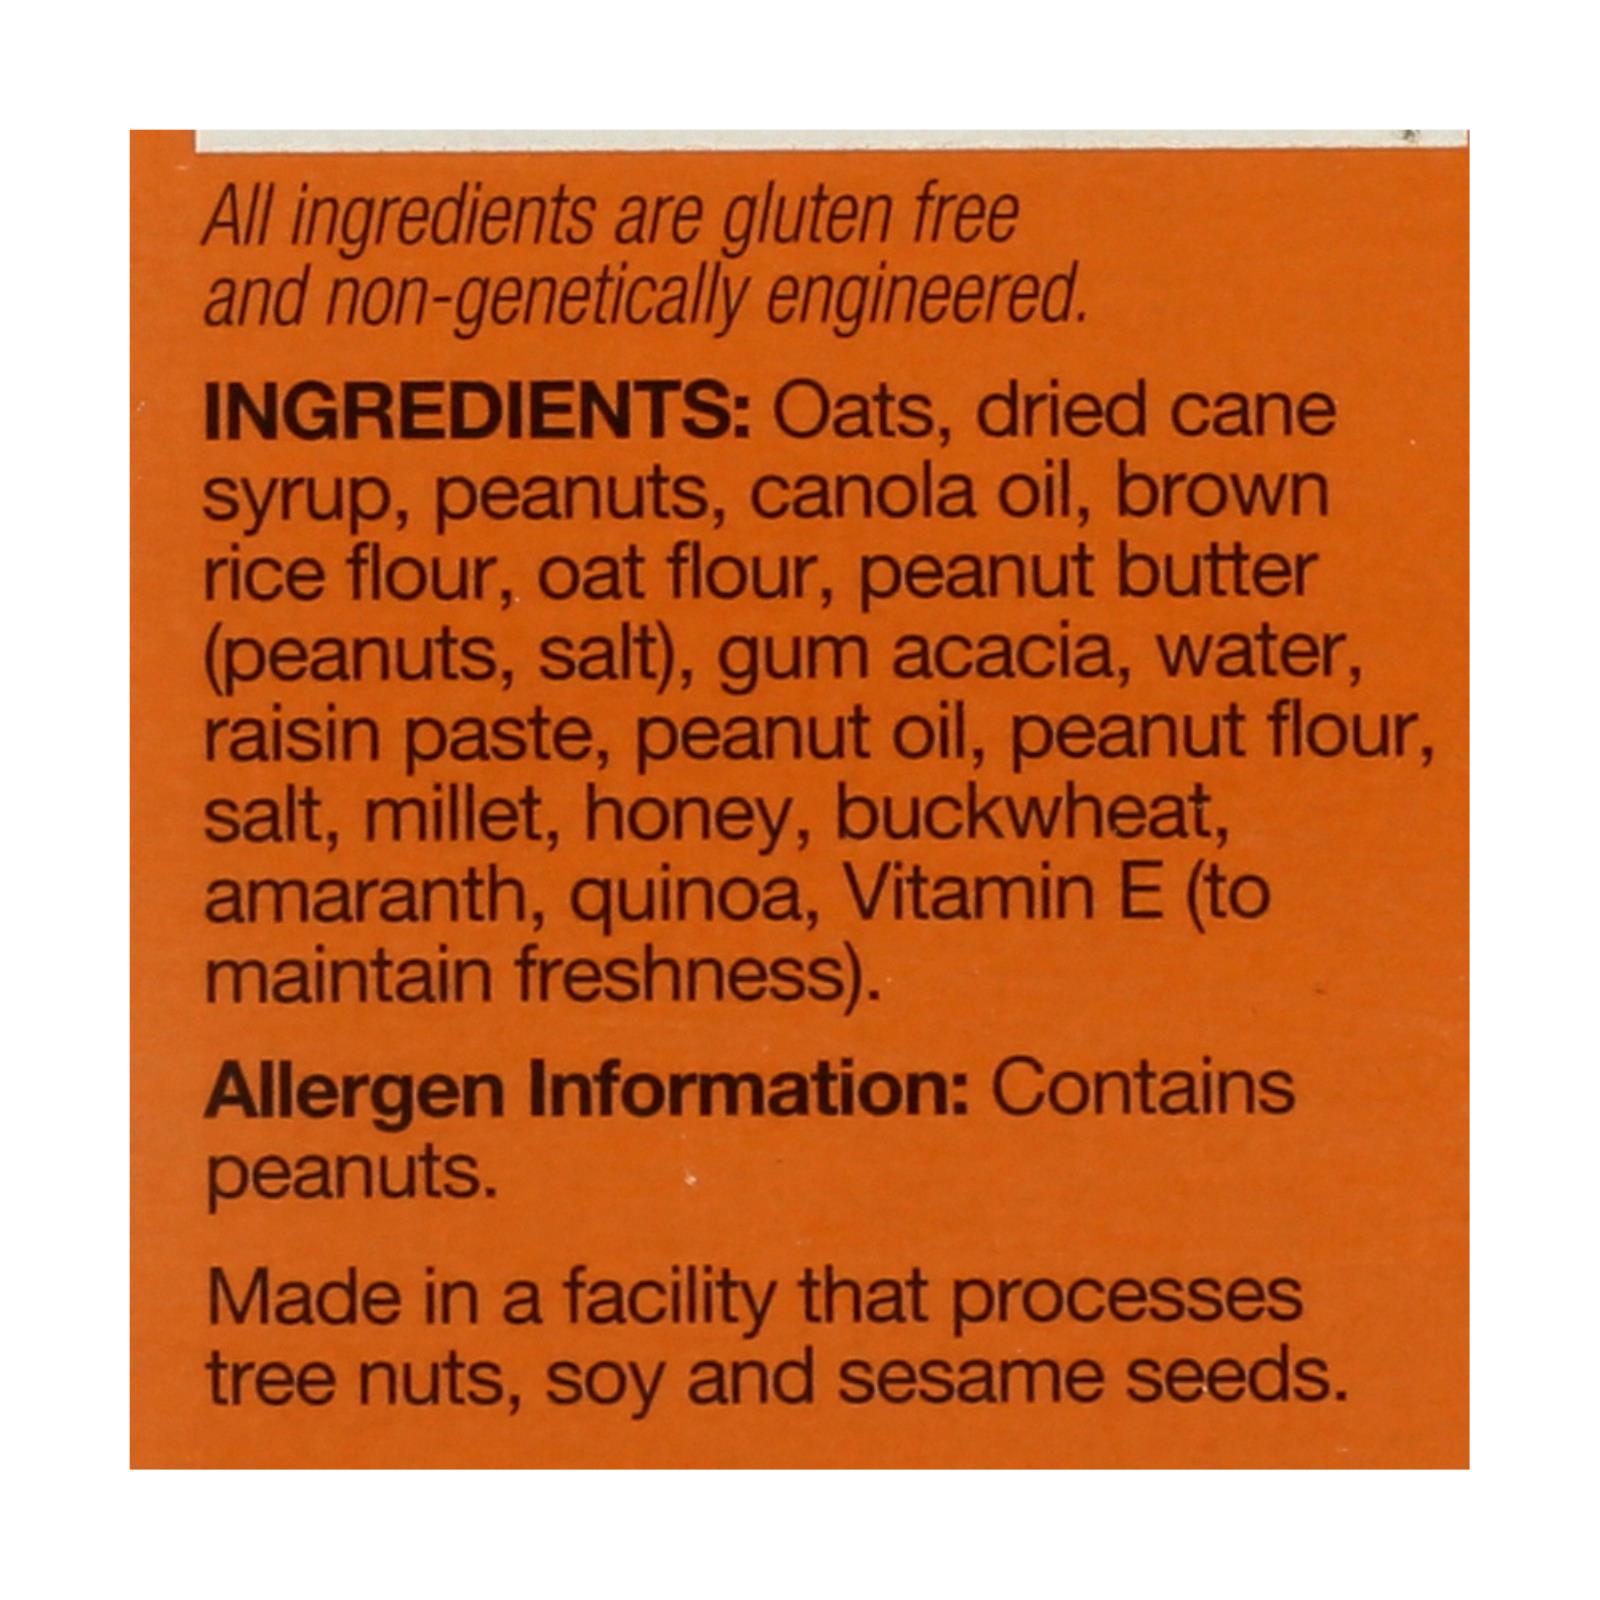 All ingredients are gluten free
and non-genetically engineered.
INGREDIENTS: Oats, dried cane
syrup, peanuts, canola oil, brown
rice flour, oat flour, peanut butter
(peanuts, salt), gum acacia, water,
raisin paste, peanut oil, peanut flour,
salt, millet, honey, buckwheat,
amaranth, quinoa, Vitamin E (to
maintain freshness).
Allergen Information: Contains
peanuts.
Made in a facility that processes
tree nuts, soy and sesame seeds.